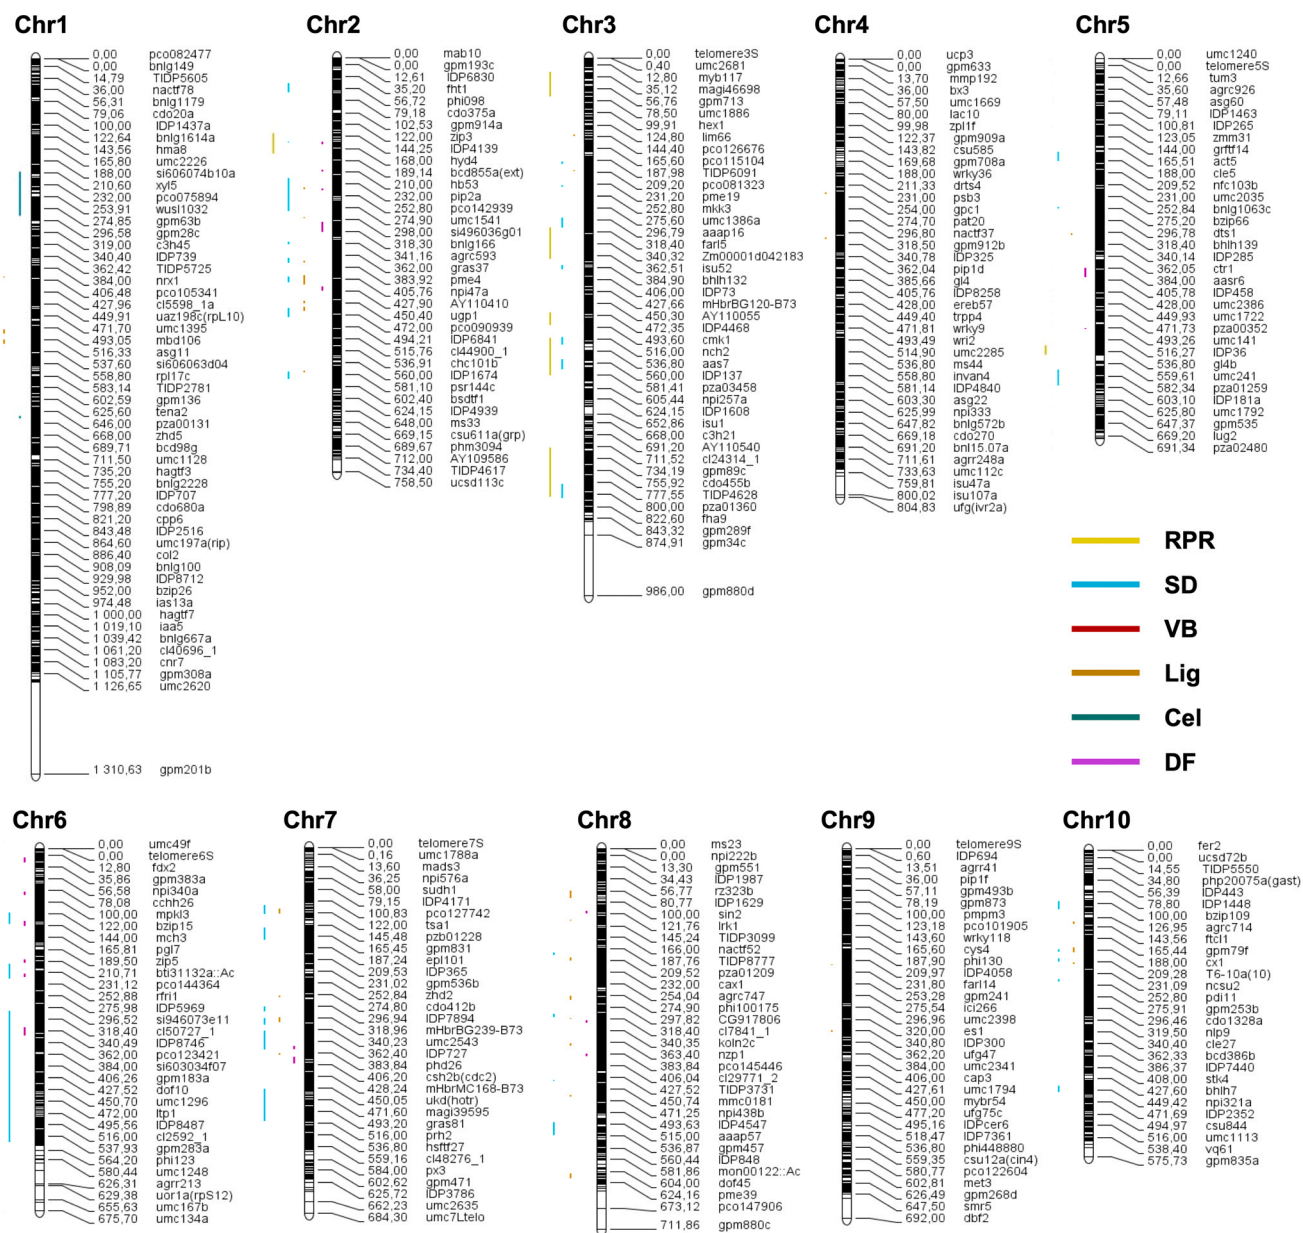 Chr1
0,00 pco082477
0,00 bnlg149
14,79 TIDP5605
36,00 nactf78
56,31 bnlg1179
79,06 cdo20a
100,00 IDP1437a
122,64 bnlg1614a
143,56 hma8
165,80 umc2226
188,00 si606074b10a
210,60 xyl5
232,00 pco075894
253,91 wusl1032
274,85 gpm63b
296,58 gpm28c
319,00 c3h45
340,40 IDP739
362,42 TIDP5725
384,00 nrx1
406,48 pco105341
427,96 cl5598_1a
449,91 uaz198c(rpL10)
471,70 umc1395
493,05 mbd106
516,33 asg11
537,60 si606063d04
558,80 rpl17c
583,14 TIDP2781
602,59 gpm136
625,60 tena2
646,00 pza00131
668,00 zhd5
689,71 bcd98g
711,50 umc1128
735,20 hagtf3
755,20 bnlg2228
777,20 IDP707
798,89 cdo680a
821,20 cpp6
843,48 IDP2516
864,60 umc197a(rip)
886,40 col2
908,09 bnlg100
929,98 IDP8712
952,00 bzip26
974,48 ias13a
1 000,00 hagtf7
1 019,10 iaa5
1 039,42 bnlg667a
1 061,20 cl40696_1
1 083,20 cnr7
1 105,77 gpm308a
1 126,65 umc2620
1 310,63 gpm201b
Chr2
0,00 mab10
0,00 gpm193c
12,61 IDP6830
35,20 fht1
56,72 phi098
79,18 cdo375a
102,53 gpm914a
122,00 zip3
144,25 IDP4139
168,00 hyd4
189,14 bcd855a(ext)
210,00 hb53
232,00 pip2a
252,80 pco142939
274,90 umc1541
298,00 si496036g01
318,30 bnlg166
341,16 agrc593
362,00 gras37
383,92 pme4
405,76 npi47a
427,90 AY110410
450,40 ugp1
472,00 pco090939
494,21 IDP6841
515,76 cl44900_1
536,91 chc101b
560,00 IDP1674
581,10 psr144c
602,40 bsdtf1
624,15 IDP4939
648,00 ms33
669,15 csu611a(grp)
689,67 phm3094
712,00 AY109586
734,40 TIDP4617
758,50 ucsd113c
Chr3
0,00 telomere3S
0,40 umc2681
12,80 myb117
35,12 magi46698
56,76 gpm713
78,50 umc1886
99,91 hex1
124,80 lim66
144,40 pco126676
165,60 pco115104
187,98 TIDP6091
209,20 pco081323
231,20 pme19
252,80 mkk3
275,60 umc1386a
296,79 aaap16
318,40 farl5
340,32 Zm00001d042183
362,51 isu52
384,90 bhlh132
406,00 IDP73
427,66 mHbrBG120-B73
450,30 AY110055
472,35 IDP4468
493,60 cmk1
516,00 nch2
536,80 aas7
560,00 IDP137
581,41 pza03458
605,44 npi257a
624,15 IDP1608
652,86 isu1
668,00 c3h21
691,20 AY110540
711,52 cl24314_1
734,19 gpm89c
755,92 cdo455b
777,55 TIDP4628
800,00 pza01360
822,60 fha9
843,32 gpm289f
874,91 gpm34c
986,00 gpm880d
Chr4
0,00 ucp3
0,00 gpm633
13,70 mmp192
36,00 bx3
57,50 umc1669
80,00 lac10
99,98 zpl1f
122,37 gpm909a
143,82 csu585
169,68 gpm708a
188,00 wrky36
211,33 drts4
231,00 psb3
254,00 gpc1
274,70 pat20
296,80 nactf37
318,50 gpm912b
340,78 IDP325
362,04 pip1d
385,66 gl4
405,76 IDP8258
428,00 ereb57
449,40 trpp4
471,81 wrky9
493,49 wri2
514,90 umc2285
536,80 ms44
558,80 invan4
581,14 IDP4840
603,30 asg22
625,99 npi333
647,82 bnlg572b
669,18 cdo270
691,20 bnl15.07a
711,61 agrr248a
733,63 umc112c
759,81 isu47a
800,02 isu107a
804,83 ufg(ivr2a)
Chr5
0,00 umc1240
0,00 telomere5S
12,66 tum3
35,60 agrc926
57,48 asg60
79,11 IDP1463
100,81 IDP265
123,05 zmm31
144,00 grftf14
165,51 act5
188,00 cle5
209,52 nfc103b
231,00 umc2035
252,84 bnlg1063c
275,20 bzip66
296,78 dts1
318,40 bhlh139
340,14 IDP285
362,05 ctr1
384,00 aasr6
405,78 IDP458
428,00 umc2386
449,93 umc1722
471,73 pza00352
493,26 umc141
516,27 IDP36
536,80 gl4b
559,61 umc241
582,34 pza01259
603,10 IDP181a
625,80 umc1792
647,37 gpm535
669,20 lug2
691,34 pza02480
RPR
SD
VB
Lig
Cel
DF
Chr6
0,00 umc49f
0,00 telomere6S
12,80 fdx2
35,86 gpm383a
56,58 npi340a
78,08 cchh26
100,00 mpkl3
122,00 bzip15
144,00 mch3
165,81 pgl7
189,50 zip5
210,71 bti31132a::Ac
231,12 pco144364
252,88 rfri1
275,98 IDP5969
296,52 si946073e11
318,40 cl50727_1
340,49 IDP8746
362,00 pco123421
384,00 si603034f07
406,26 gpm183a
427,52 dof10
450,70 umc1296
472,00 ltp1
495,56 IDP8487
516,00 cl2592_1
537,93 gpm283a
564,20 phi123
580,44 umc1248
626,31 agrr213
629,38 uor1a(rpS12)
655,63 umc167b
675,70 umc134a
Chr7
0,00 telomere7S
0,16 umc1788a
13,60 mads3
36,25 npi576a
58,00 sudh1
79,15 IDP4171
100,83 pco127742
122,00 tsa1
145,48 pzb01228
165,45 gpm831
187,24 epl101
209,53 IDP365
231,02 gpm536b
252,84 zhd2
274,80 cdo412b
296,40 IDP7894
318,96 mHbrBG239-B73
340,23 umc2543
362,40 IDP727
383,84 phd26
406,20 csh2b(cdc2)
428,24 mHbrMC168-B73
450,05 ukd(hotr)
471,60 magi39595
493,20 gras81
516,00 prh2
536,80 hsftf27
559,16 cl48276_1
584,00 px3
602,62 gpm471
625,72 IDP3786
662,23 umc2635
684,30 umc7Ltelo
Chr8
0,00 ms23
0,00 npi222b
13,30 gpm551
34,43 IDP1987
56,77 rz323b
80,77 IDP1629
100,00 sin2
121,76 lrk1
145,24 TIDP3099
166,00 nactf52
187,76 TIDP8777
209,52 pza01209
232,00 cax1
254,04 agrc747
274,90 phi100175
297,82 CG917806
318,40 cl7841_1
340,35 koln2c
363,40 nzp1
383,84 pco145446
406,04 cl29771_2
427,52 TIDP3731
450,74 mmc0181
471,25 npi438b
493,63 IDP4547
515,00 aaap57
536,87 gpm457
560,44 IDP848
581,86 mon00122::Ac
604,00 dof45
624,16 pme39
673,12 pco147906
711,86 gpm880c
Chr9
0,00 telomere9S
0,60 IDP694
13,51 agrr41
36,00 pip1f
57,11 gpm493b
78,19 gpm873
100,00 pmpm3
123,18 pco101905
143,60 wrky118
165,60 cys4
187,90 phi130
209,97 IDP4058
231,80 farl14
253,28 gpm241
275,54 ici266
296,96 umc2398
320,00 es1
340,80 IDP300
362,20 ufg47
384,00 umc2341
406,00 cap3
427,61 umc1794
450,00 mybr54
477,20 ufg75c
495,16 IDPcer6
518,47 IDP7361
536,80 phi448880
559,35 csu12a(cin4)
580,77 pco122604
602,81 met3
626,49 gpm268d
647,50 smr5
692,00 dbf2
Chr10
0,00 fer2
0,00 ucsd72b
14,55 TIDP5550
34,80 php20075a(gast)
56,39 IDP443
78,80 IDP1448
100,00 bzip109
126,95 agrc714
143,56 ftcl1
165,44 gpm79f
188,00 cx1
209,28 T6-10a(10)
231,09 ncsu2
252,80 pdi11
275,91 gpm253b
296,46 cdo1328a
319,50 nlp9
340,40 cle27
362,33 bcd386b
386,37 IDP7440
408,00 stk4
427,80 bhlh7
449,42 npi321a
471,69 IDP2352
494,97 csu844
516,00 umc1113
538,40 vq61
575,73 gpm835a